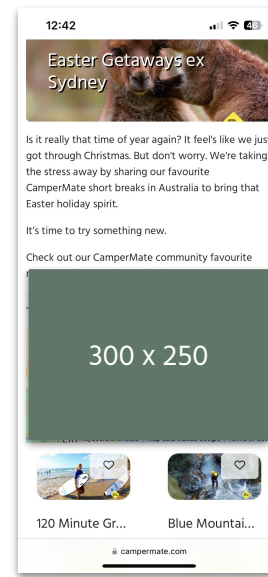 12:42
46
Easter Getaways ex
Sydney
Is it really that time of year again? It feel's like we just
got through Christmas. But don't worry. We're taking
the stress away by sharing our favourite
CamperMate short breaks in Australia to bring that
Easter holiday spirit.
It's time to try something new.
Check out our CamperMate community favourite
300 x 250
120 Minute Gr...
Blue Mountai...
campermate.com